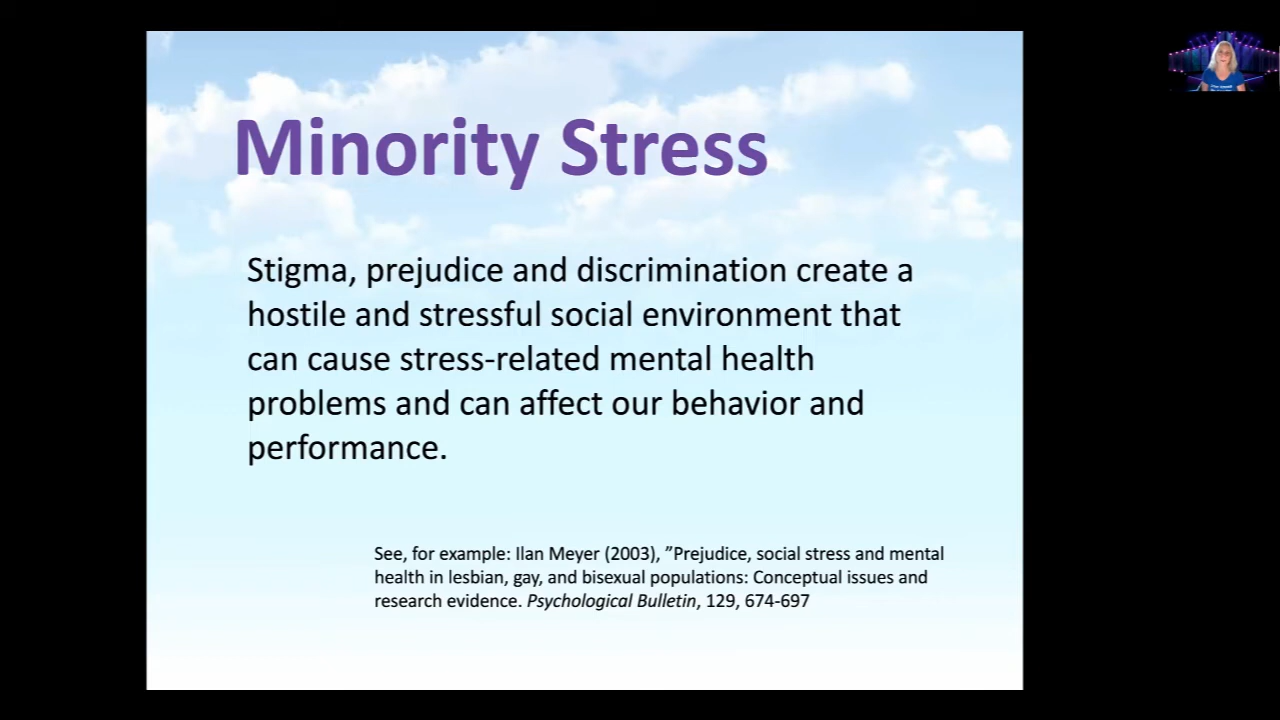 Minority Stress
Stigma, prejudice and discrimination create a
hostile and stressful social environment that
can cause stress-related mental health
problems and can affect our behavior and
performance.
See, for example: Ilan Meyer (2003), ”Prejudice, social stress and mental
health in lesbian, gay, and bisexual populations: Conceptual issues and
research evidence. Psychological Bulletin, 129, 674-697